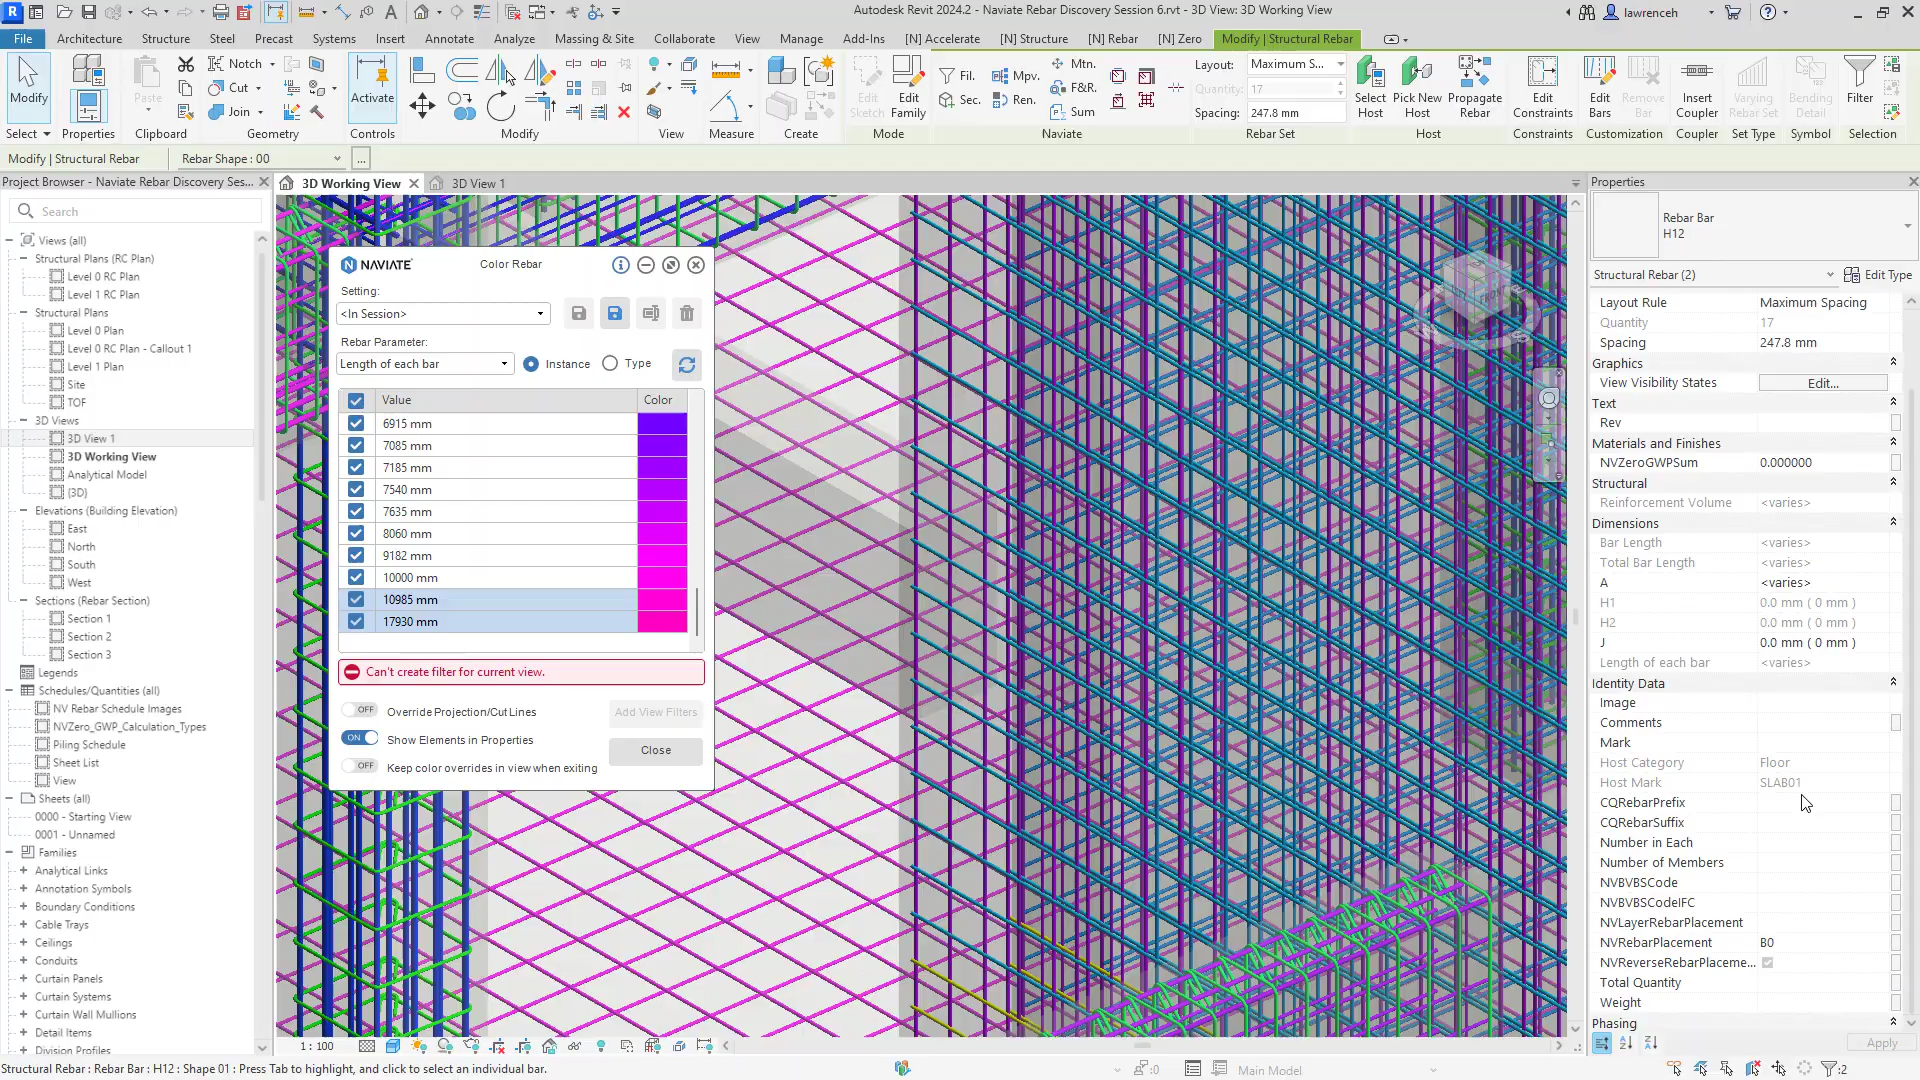 Autodesk Revit 2024.2 - Naviate Rebar Discovery Session 6.rvt - 3D View: 3D Working View
lawrenceh
File
Architecture
Structure
Steel
Precast
Systems
Insert
Annotate
Analyze
Massing & Site
Collaborate
View
Manage
Add-Ins
[N] Accelerate
[N] Structure
[N] Rebar
[N] Zero
Modify | Structural Rebar
Modify
Paste
Notch
Cut
Join
Activate
Edit Sketch
Edit Family
Fil.
Sec.
Mpv.
Ren.
Mtn.
F&R.
Sum
Layout: Maximum S...
Quantity: 17
Spacing: 247.8 mm
Select Host
Pick New Host
Propagate Rebar
Edit Constraints
Edit Bars
Remove Bar
Insert Coupler
Varying Rebar Set
Bending Detail
Filter
Select
Properties
Clipboard
Geometry
Controls
Modify
View
Measure
Create
Mode
Naviate
Rebar Set
Host
Constraints
Customization
Coupler
Set Type
Symbol
Selection
Modify | Structural Rebar
Rebar Shape : 00
...
Project Browser - Naviate Rebar Discovery Ses...
Search
Views (all)
Structural Plans (RC Plan)
Level 0 RC Plan
Level 1 RC Plan
Structural Plans
Level 0 Plan
Level 0 RC Plan - Callout 1
Level 1 Plan
Site
TOF
3D Views
3D View 1
3D Working View
Analytical Model
{3D}
Elevations (Building Elevation)
East
North
South
West
Sections (Rebar Section)
Section 1
Section 2
Section 3
Legends
Schedules/Quantities (all)
NV Rebar Schedule Images
NVZero_GWP_Calculation_Types
Piling Schedule
Sheet List
View
Sheets (all)
0000 - Starting View
0001 - Unnamed
Families
Analytical Links
Annotation Symbols
Boundary Conditions
Cable Trays
Ceilings
Conduits
Curtain Panels
Curtain Systems
Curtain Wall Mullions
Detail Items
Division Profiles
3D Working View
3D View 1
NAVIATE
Color Rebar
Setting:
<In Session>
Rebar Parameter:
Length of each bar
Instance
Type
Value
Color
6915 mm
7085 mm
7185 mm
7540 mm
7635 mm
8060 mm
9182 mm
10000 mm
10985 mm
17930 mm
Can't create filter for current view.
OFF
Override Projection/Cut Lines
Add View Filters
ON
Show Elements in Properties
Close
OFF
Keep color overrides in view when exiting
1 : 100
Properties
Rebar Bar
H12
Structural Rebar (2)
Edit Type
Layout Rule
Maximum Spacing
Quantity
17
Spacing
247.8 mm
Graphics
View Visibility States
Edit...
Text
Rev
Materials and Finishes
NVZeroGWPSum
0.000000
Structural
Reinforcement Volume
<varies>
Dimensions
Bar Length
<varies>
Total Bar Length
<varies>
A
<varies>
H1
0.0 mm ( 0 mm )
H2
0.0 mm ( 0 mm )
J
0.0 mm ( 0 mm )
Length of each bar
<varies>
Identity Data
Image
Comments
Mark
Host Category
Floor
Host Mark
SLAB01
CQRebarPrefix
CQRebarSuffix
Number in Each
Number of Members
NVBVBSCode
NVBVBSCodeIFC
NVLayerRebarPlacement
NVRebarPlacement
B0
NVReverseRebarPlaceme...
Total Quantity
Weight
Phasing
Apply
Structural Rebar : Rebar Bar : H12 : Shape 01 : Press Tab to highlight, and click to select an individual bar.
:0
Main Model
:2